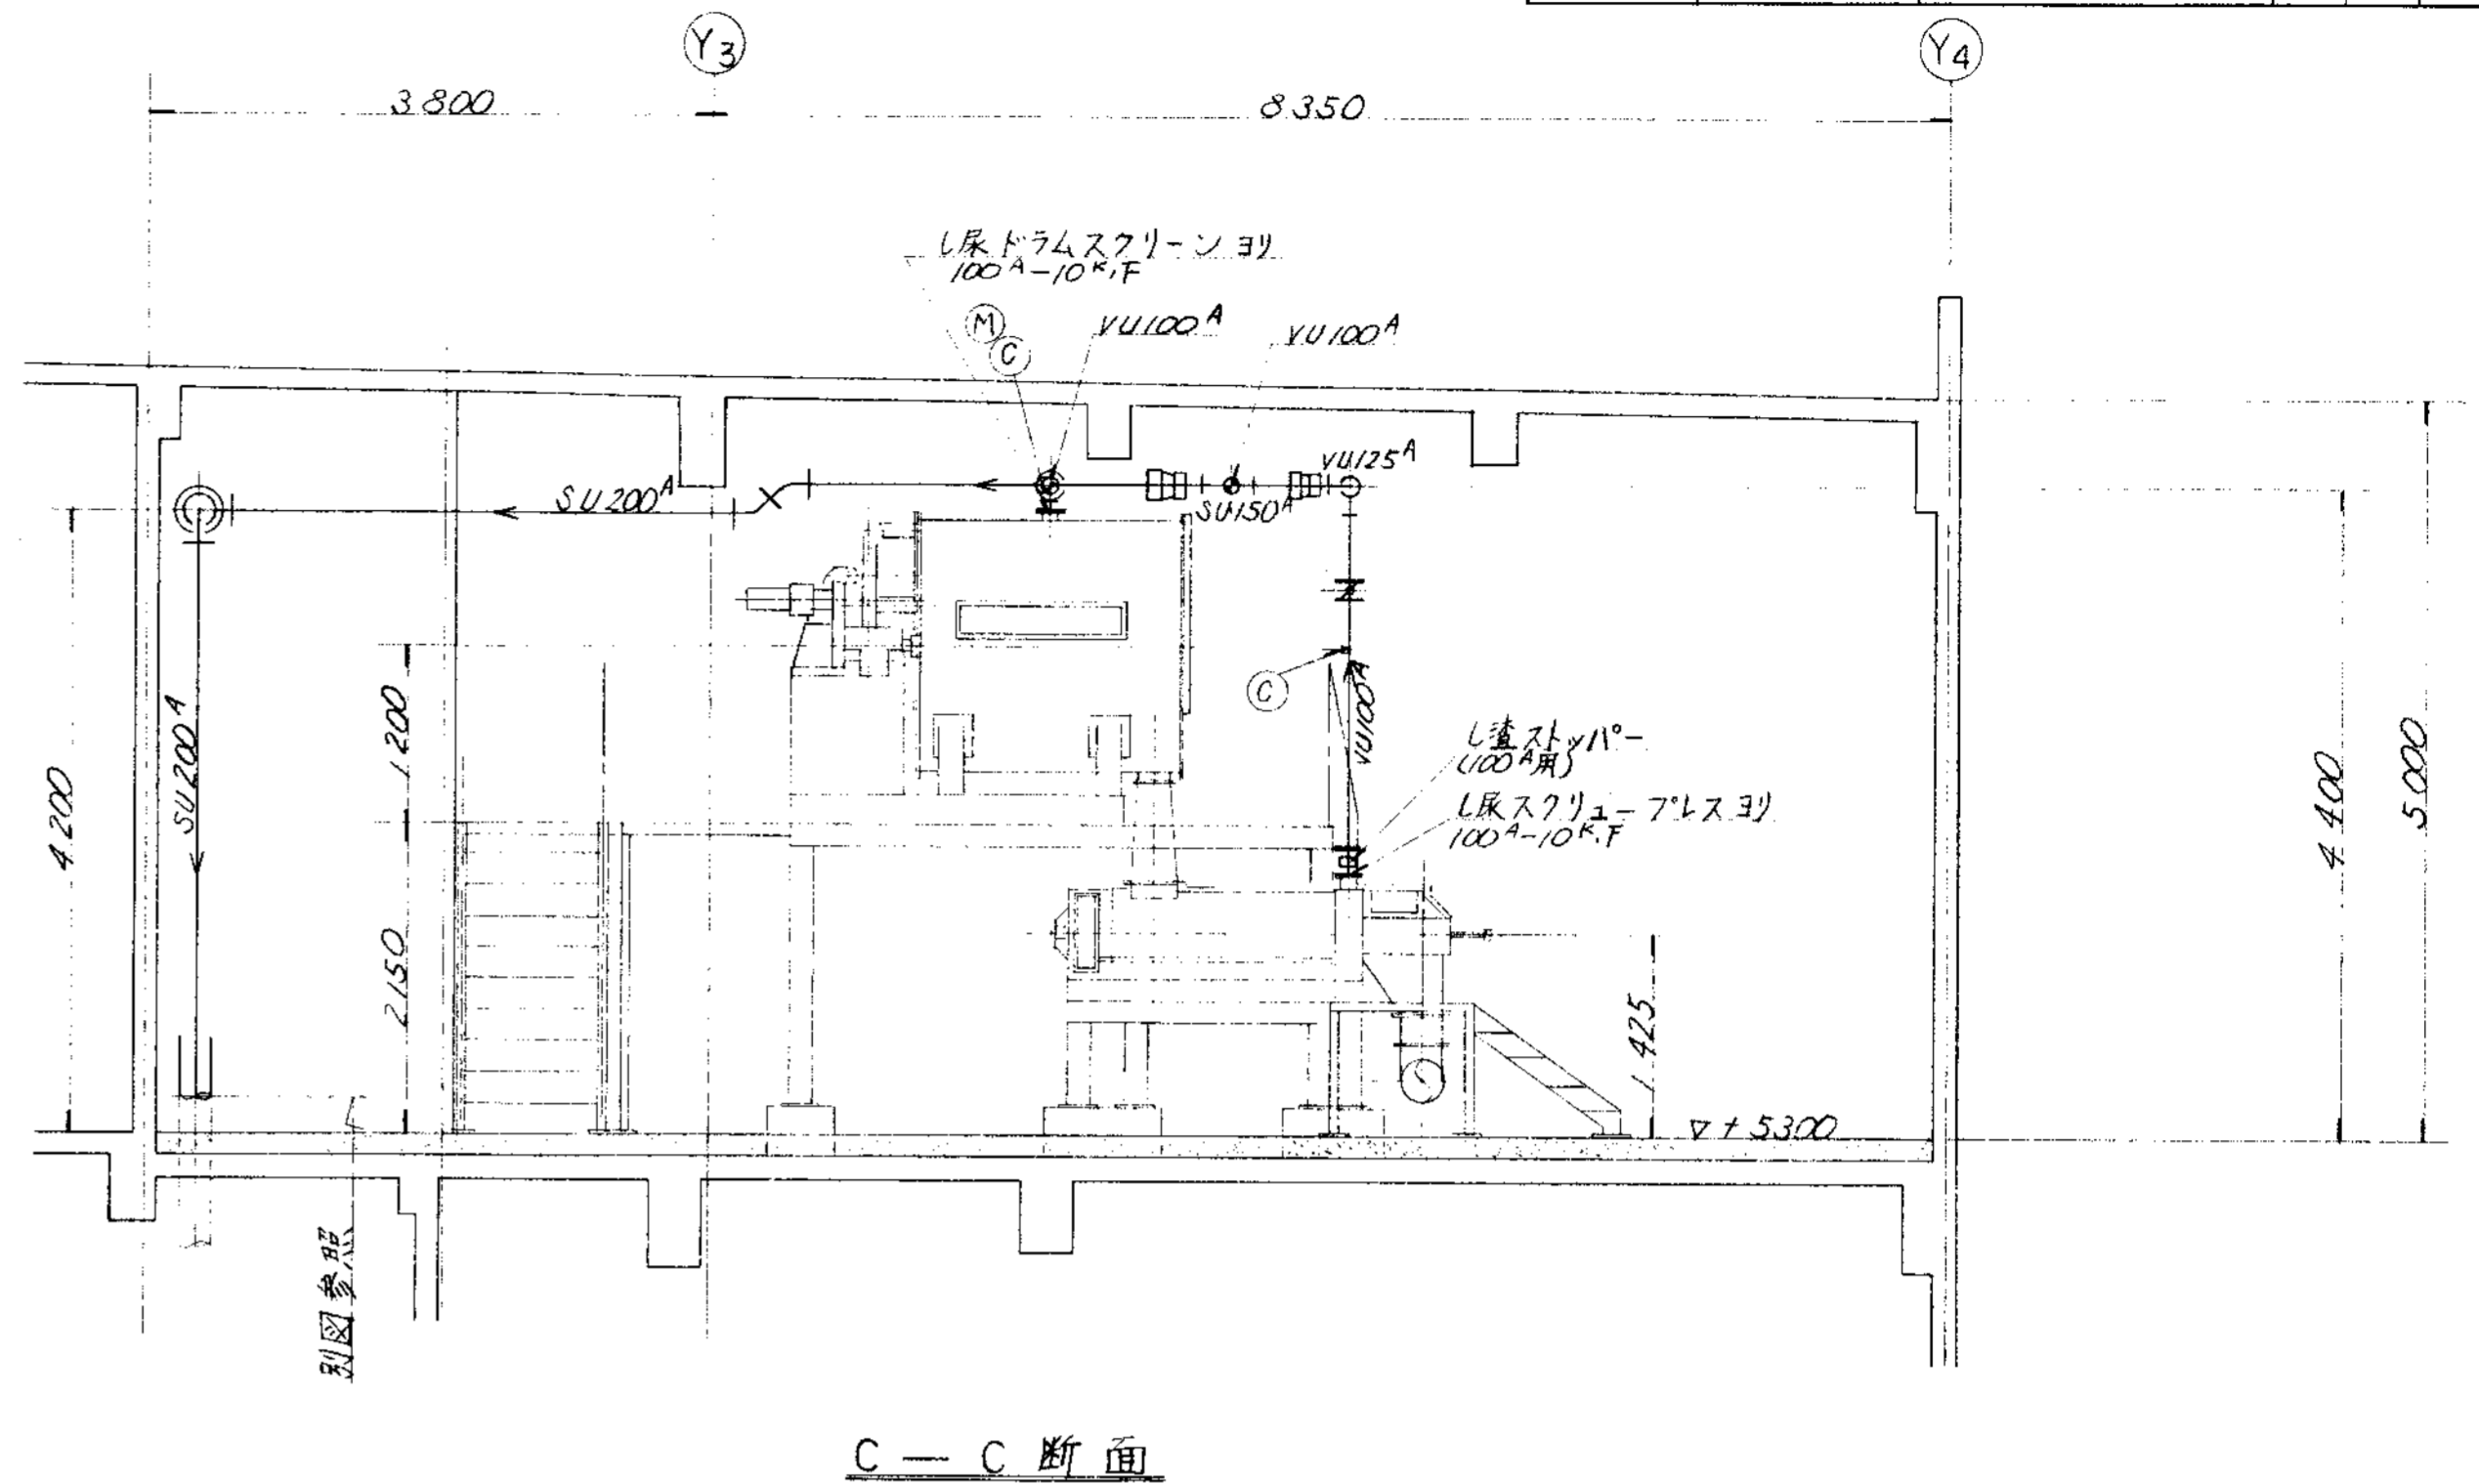 Y3
Y4
3800
8350
し尿ドラムスクリーンヨリ
100A-10K,F
M
C
VU100A
VU100A
VU125A
SU200A
SU150A
C
VU100A
SU200A
1200
4200
2150
し渣ストッパー
(100A用)
し尿スクリュープレスヨリ
100A-10K,F
4400
5000
1425
▽+5300
別図参照
C-C断面